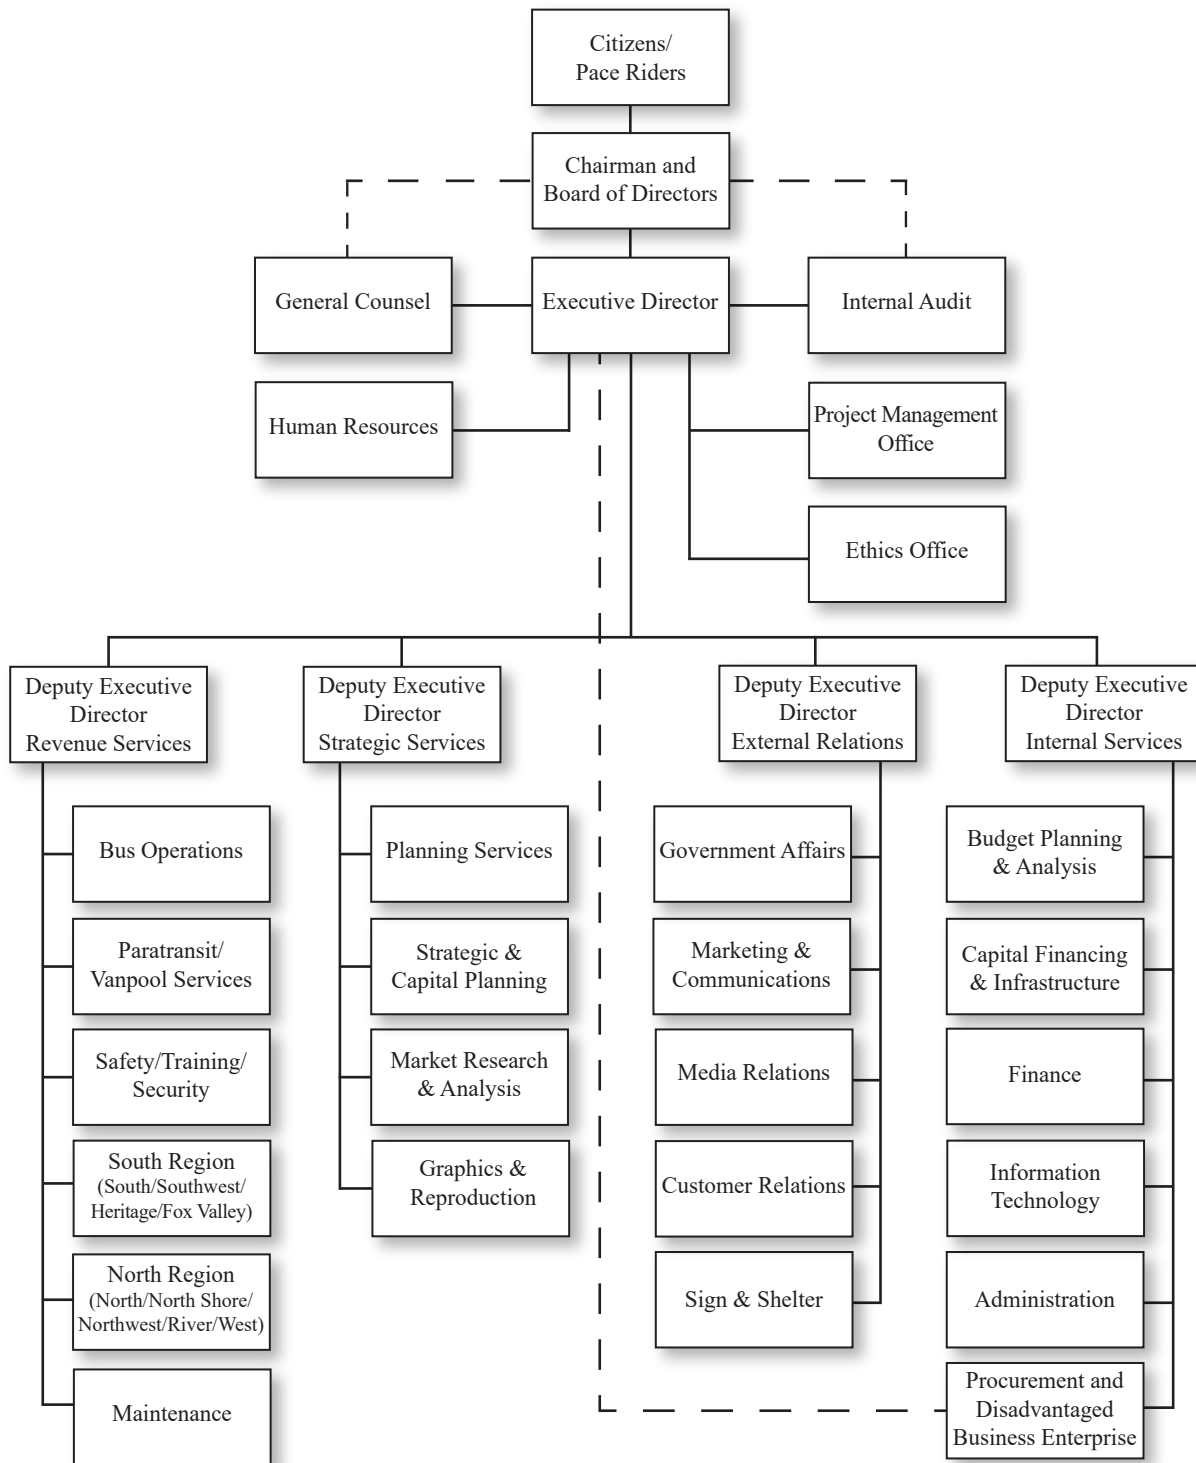 Citizens/
Pace Riders
Chairman and
Board of Directors
General Counsel
Executive Director
Internal Audit
Human Resources
Project Management
Office
Ethics Office
Deputy Executive
Director
Revenue Services
Deputy Executive
Director
Strategic Services
Deputy Executive
Director
External Relations
Deputy Executive
Director
Internal Services
Bus Operations
Paratransit/
Vanpool Services
Safety/Training/
Security
South Region
(South/Southwest/
Heritage/Fox Valley)
North Region
(North/North Shore/
Northwest/River/West)
Maintenance
Planning Services
Strategic &
Capital Planning
Market Research
& Analysis
Graphics &
Reproduction
Government Affairs
Marketing &
Communications
Media Relations
Customer Relations
Sign & Shelter
Budget Planning
& Analysis
Capital Financing
& Infrastructure
Finance
Information
Technology
Administration
Procurement and
Disadvantaged
Business Enterprise